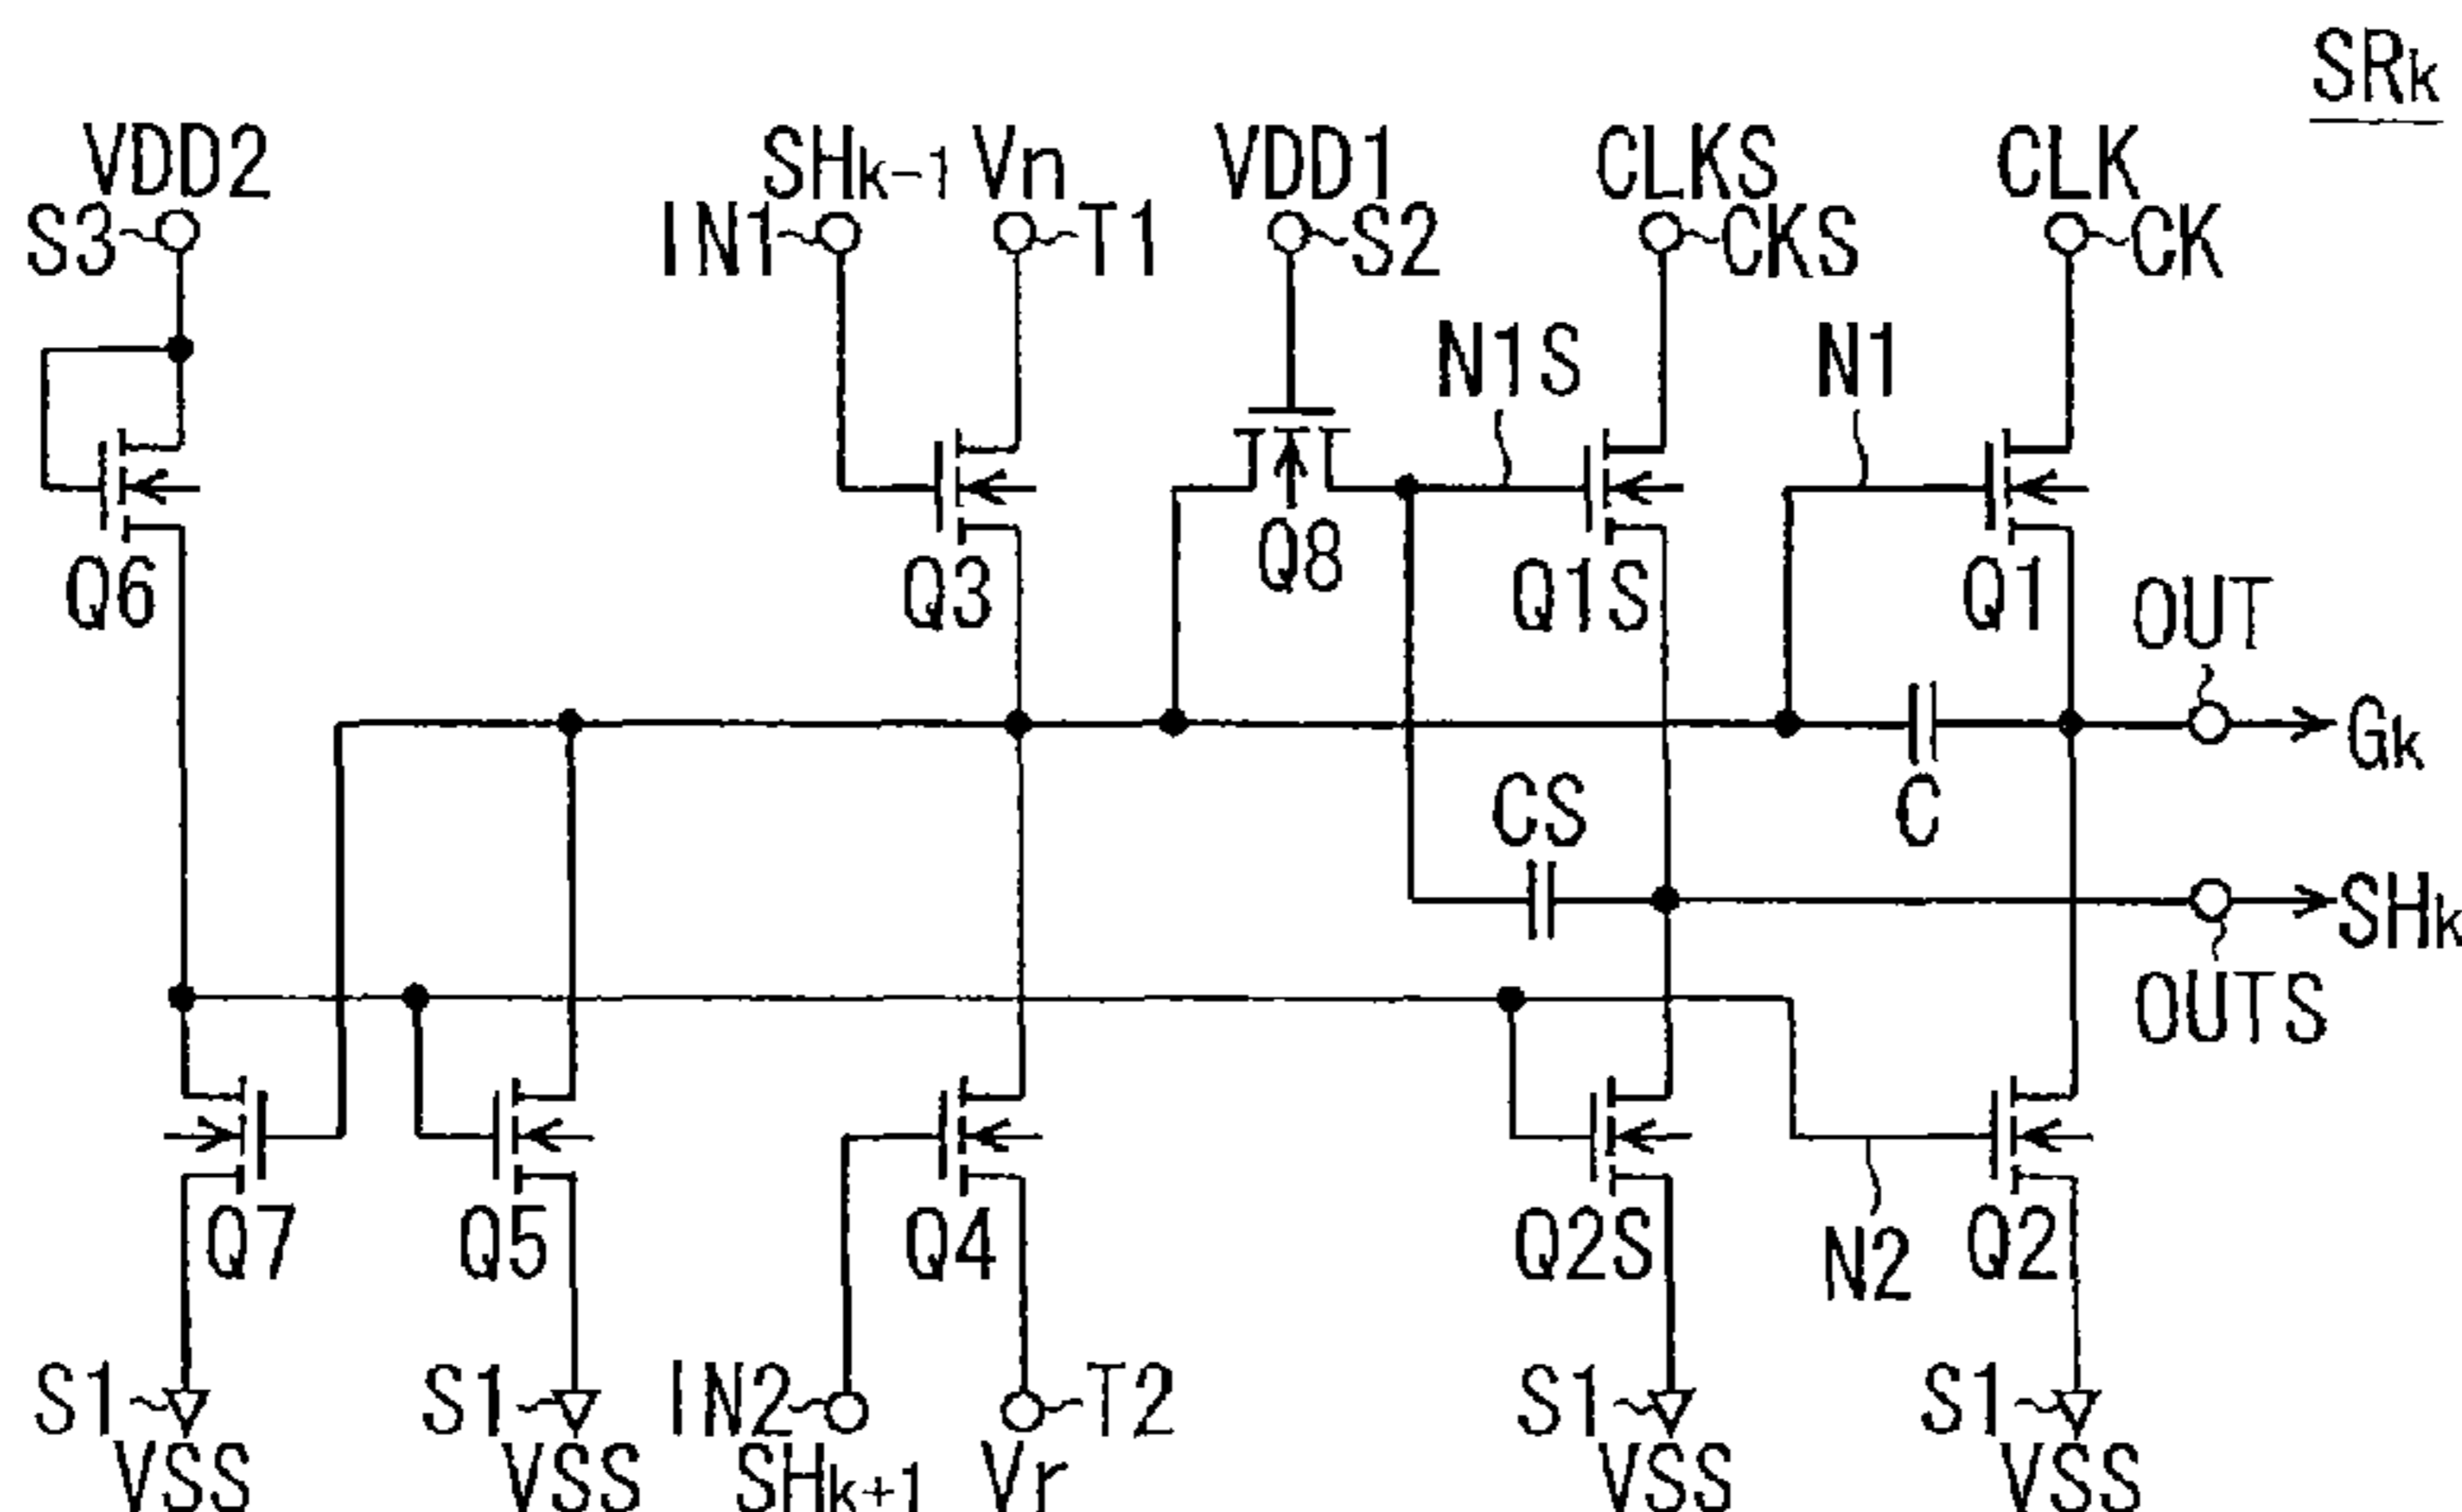 SRk
VDD2
SHk-1 Vn
VDD1
CLKS
CLK
S3
IN1
T1
S2
CKS
CK
N1S
N1
Q6
Q3
Q8
Q1S
Q1
OUT
Gk
CS
C
SHk
OUTS
Q7
Q5
Q4
Q2S
N2
Q2
S1
S1
IN2
T2
S1
S1
VSS
VSS
SHk+1
Vr
VSS
VSS